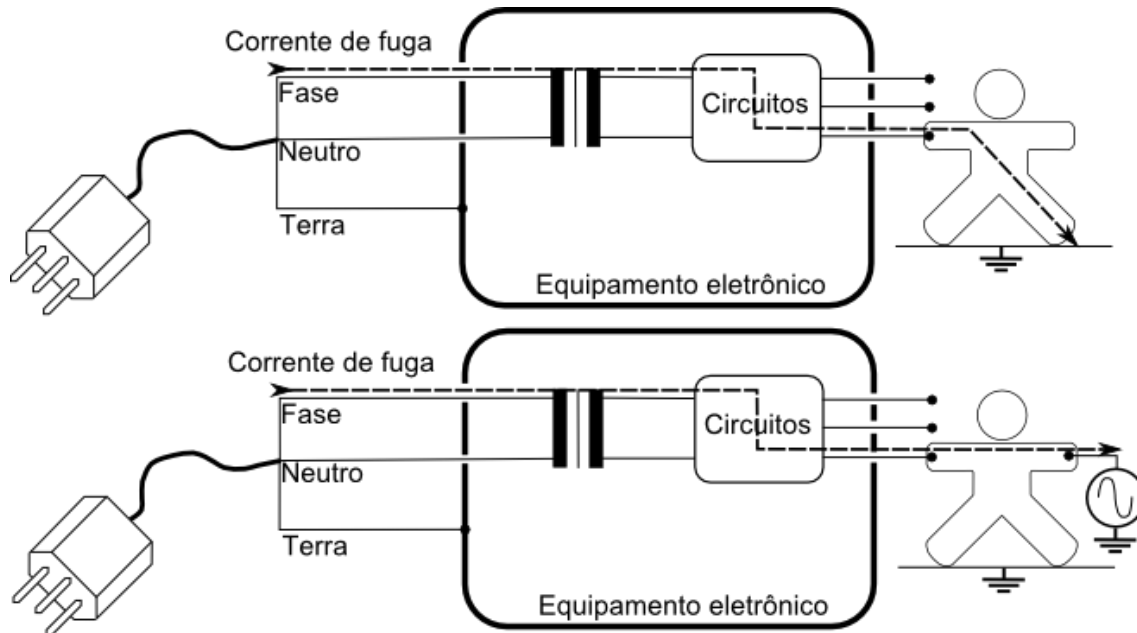 Corrente de fuga
Fase
Circuitos
Neutro
Terra
Equipamento eletrônico
Corrente de fuga
Fase
Circuitos
Neutro
Terra
Equipamento eletrônico